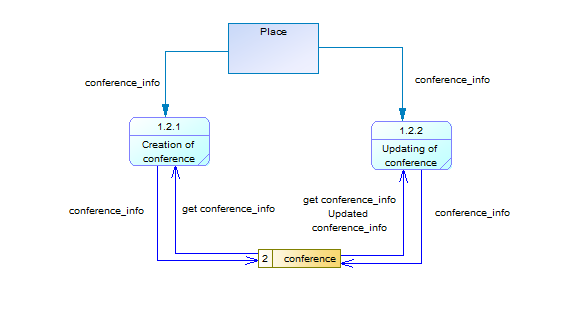 Place
conference_info
conference_info
1.2.1
Creation of
conference
1.2.2
Updating of
conference
conference_info
get conference_info
get conference_info
Updated
conference_info
conference_info
2 conference